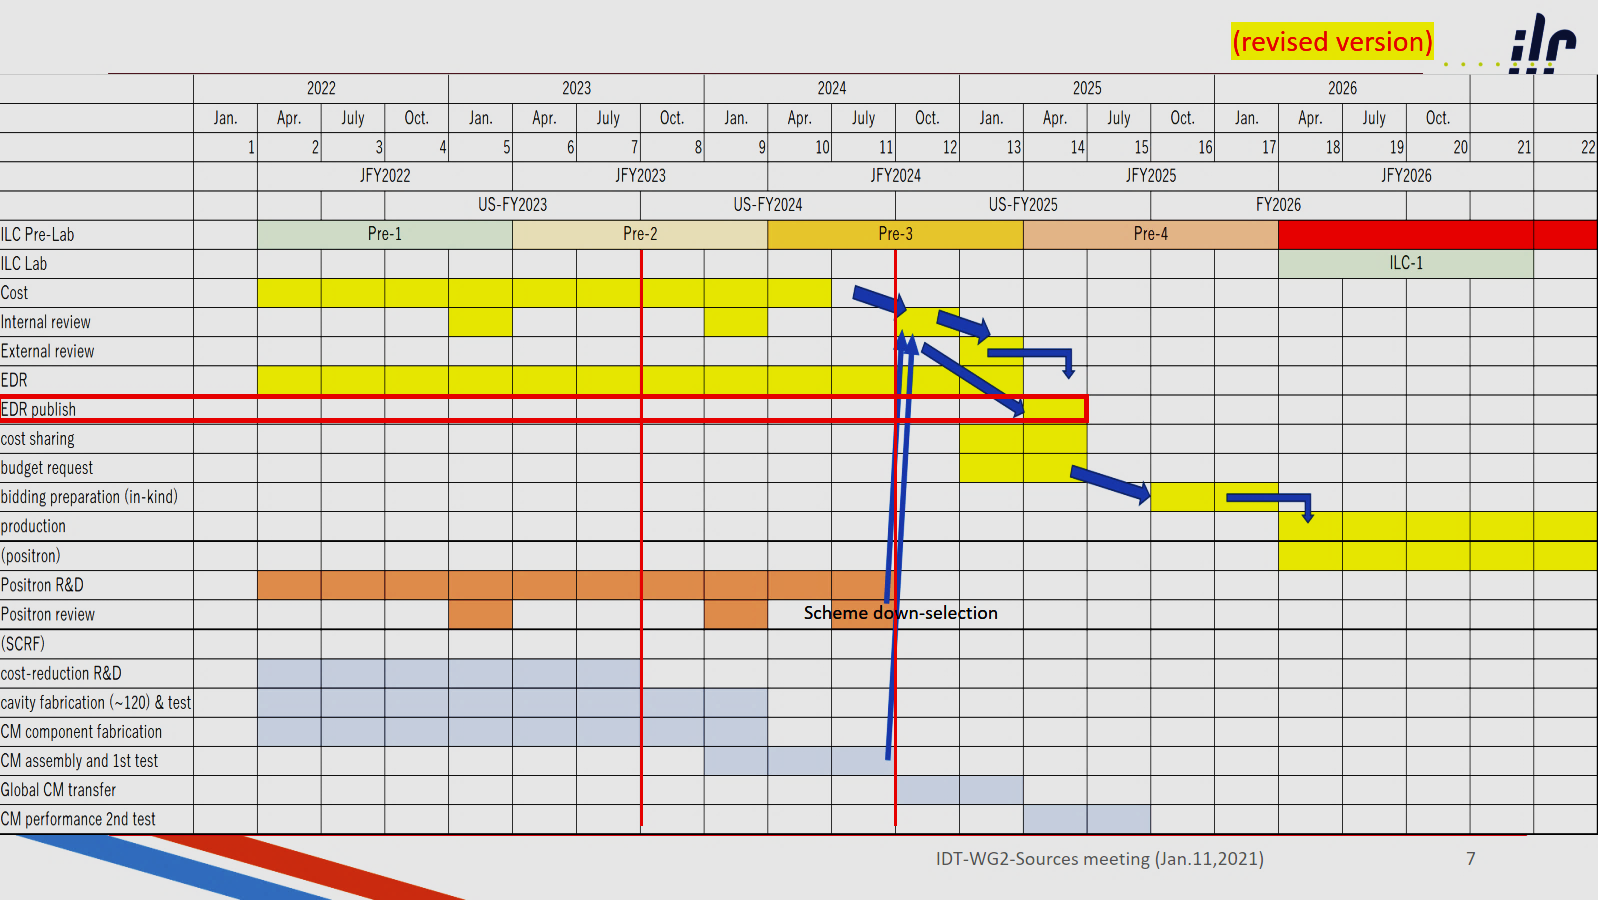 (revised version)
ilc
2022 2023 2024 2025 2026
Jan. Apr. July Oct. Jan. Apr. July Oct. Jan. Apr. July Oct. Jan. Apr. July Oct. Jan. Apr. July Oct.
1 2 3 4 5 6 7 8 9 10 11 12 13 14 15 16 17 18 19 20 21 22
JFY2022 JFY2023 JFY2024 JFY2025 JFY2026
US-FY2023 US-FY2024 US-FY2025 FY2026
ILC Pre-Lab Pre-1 Pre-2 Pre-3 Pre-4
ILC Lab ILC-1
Cost
Internal review
External review
EDR
EDR publish
cost sharing
budget request
bidding preparation (in-kind)
production
(positron)
Positron R&D
Positron review Scheme down-selection
(SCRF)
cost-reduction R&D
cavity fabrication (~120) & test
CM component fabrication
CM assembly and 1st test
Global CM transfer
CM performance 2nd test
IDT-WG2-Sources meeting (Jan.11,2021) 7